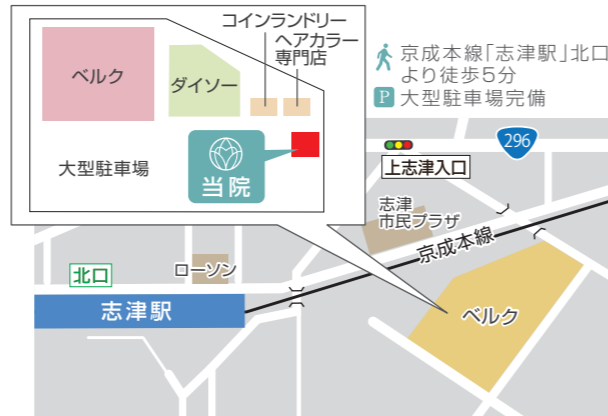 コインランドリー
ヘアカラー
専門店
ベルク
ダイソー
大型駐車場
当院
京成本線「志津駅」北口
より徒歩5分
P 大型駐車場完備
296
上志津入口
志津
市民プラザ
京成本線
ローソン
北口
志津駅
ベルク